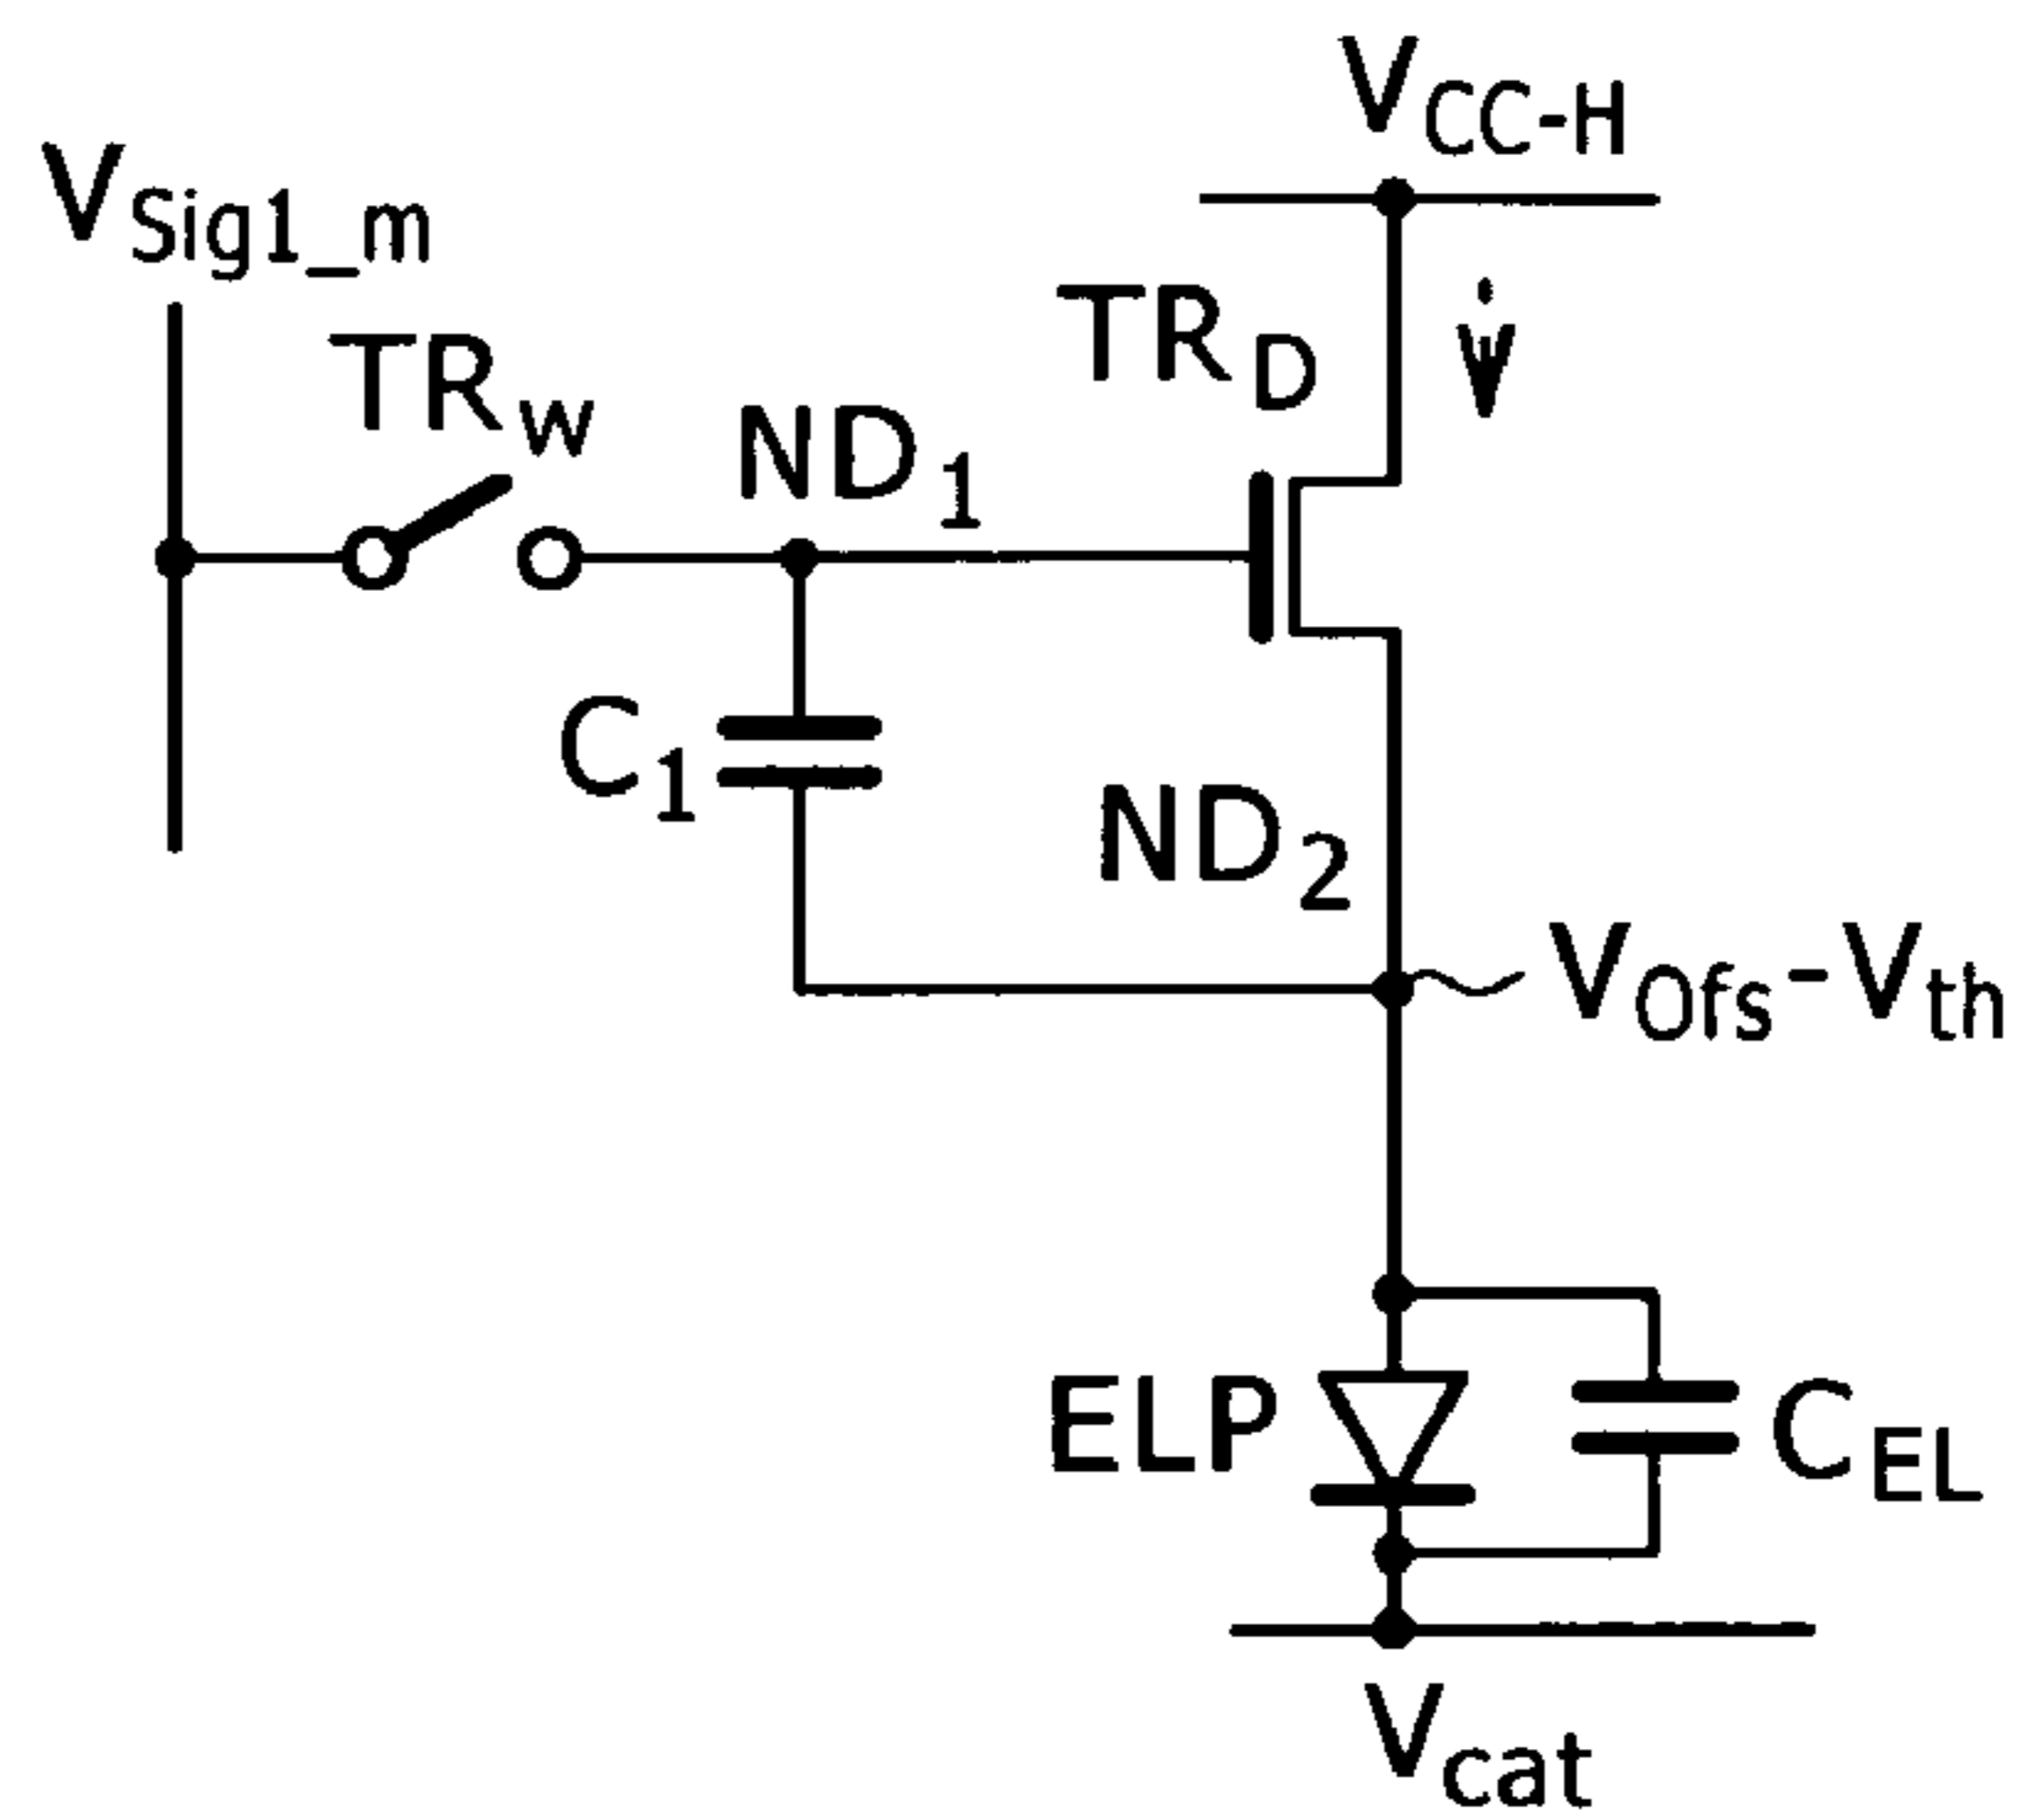 VCC-H
VSig1_m
TRD
TRw
ND1
C1
ND2
VOfs-Vth
ELP
CEL
Vcat